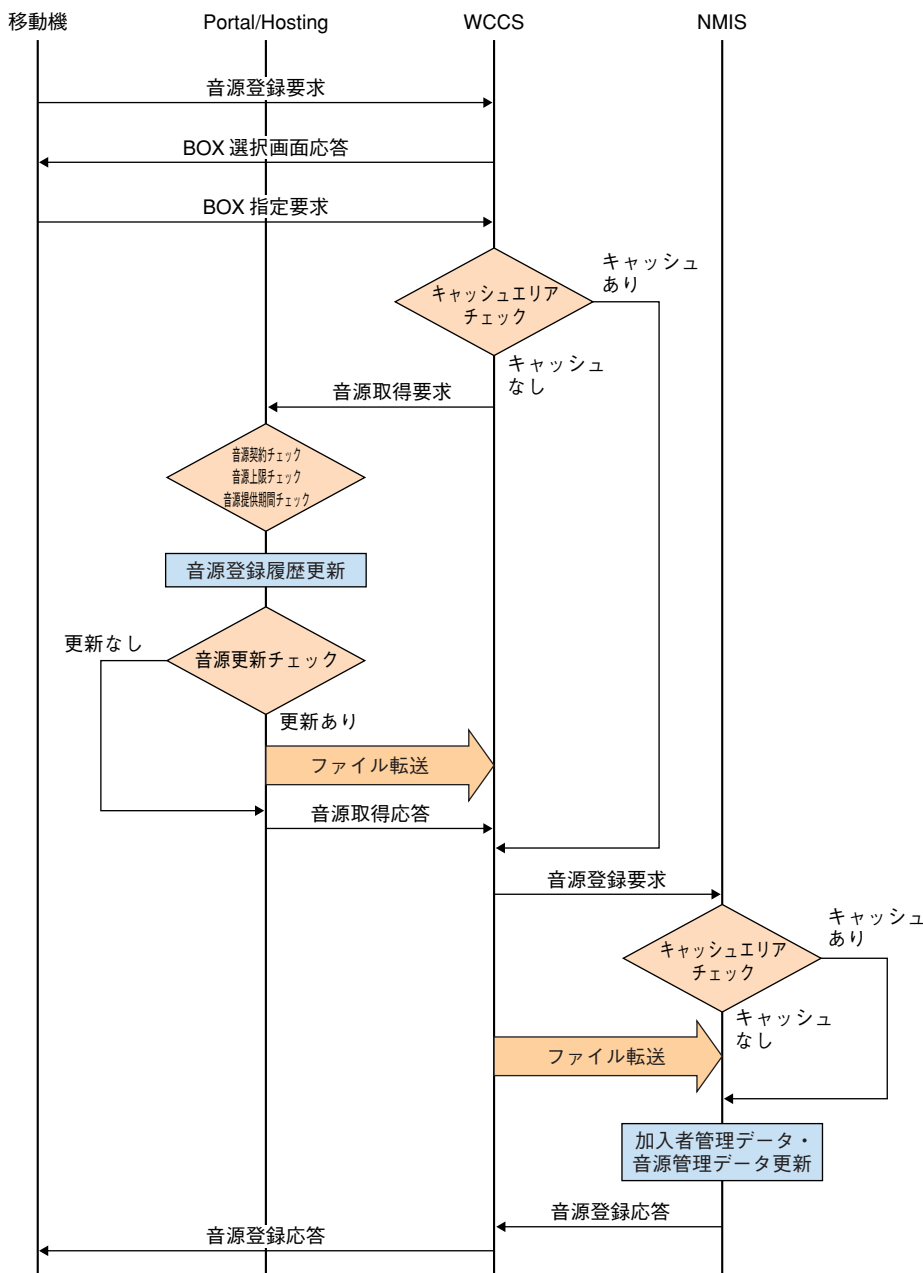 移動機
Portal/Hosting
WCCS
NMIS
音源登録要求
BOX 選択画面応答
BOX 指定要求
キャッシュエリア
チェック
キャッシュ
あり
キャッシュ
なし
音源取得要求
音源契約チェック
音源上限チェック
音源提供期間チェック
音源登録履歴更新
更新なし
音源更新チェック
更新あり
ファイル転送
音源取得応答
音源登録要求
キャッシュエリア
チェック
キャッシュ
あり
キャッシュ
なし
ファイル転送
加入者管理データ・
音源管理データ更新
音源登録応答
音源登録応答